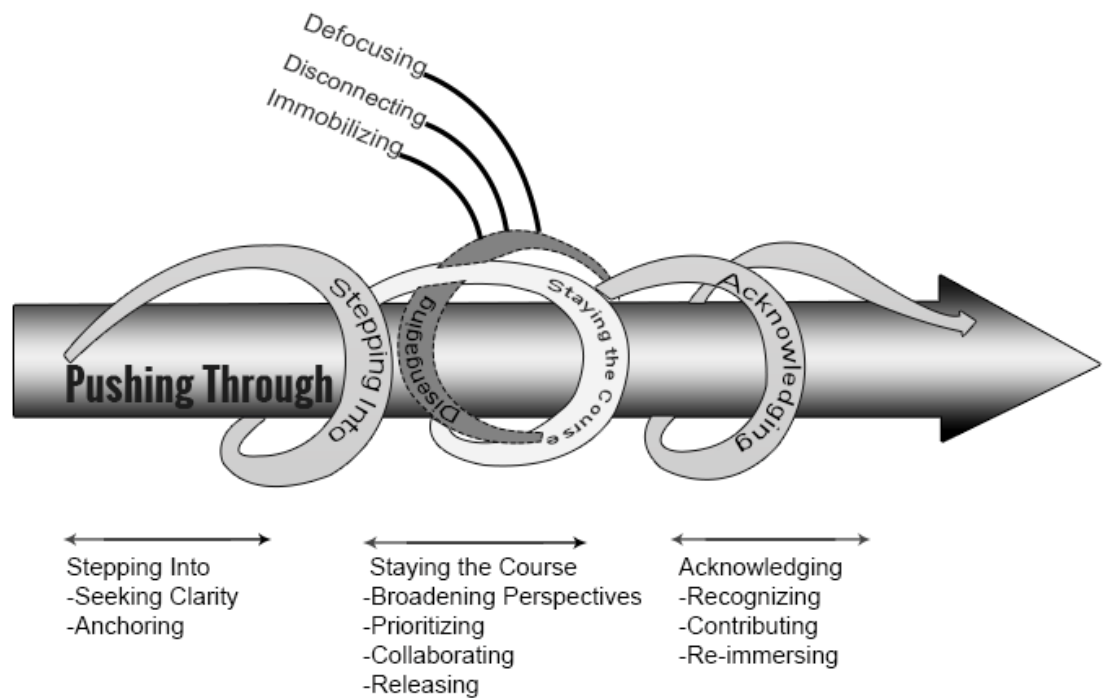 Defocusing
Disconnecting
Immobilizing
Stepping Into
Disengaging
Staying the Course
Acknowledging
Pushing Through
Stepping Into
-Seeking Clarity
-Anchoring
Staying the Course
-Broadening Perspectives
-Prioritizing
-Collaborating
-Releasing
Acknowledging
-Recognizing
-Contributing
-Re-immersing